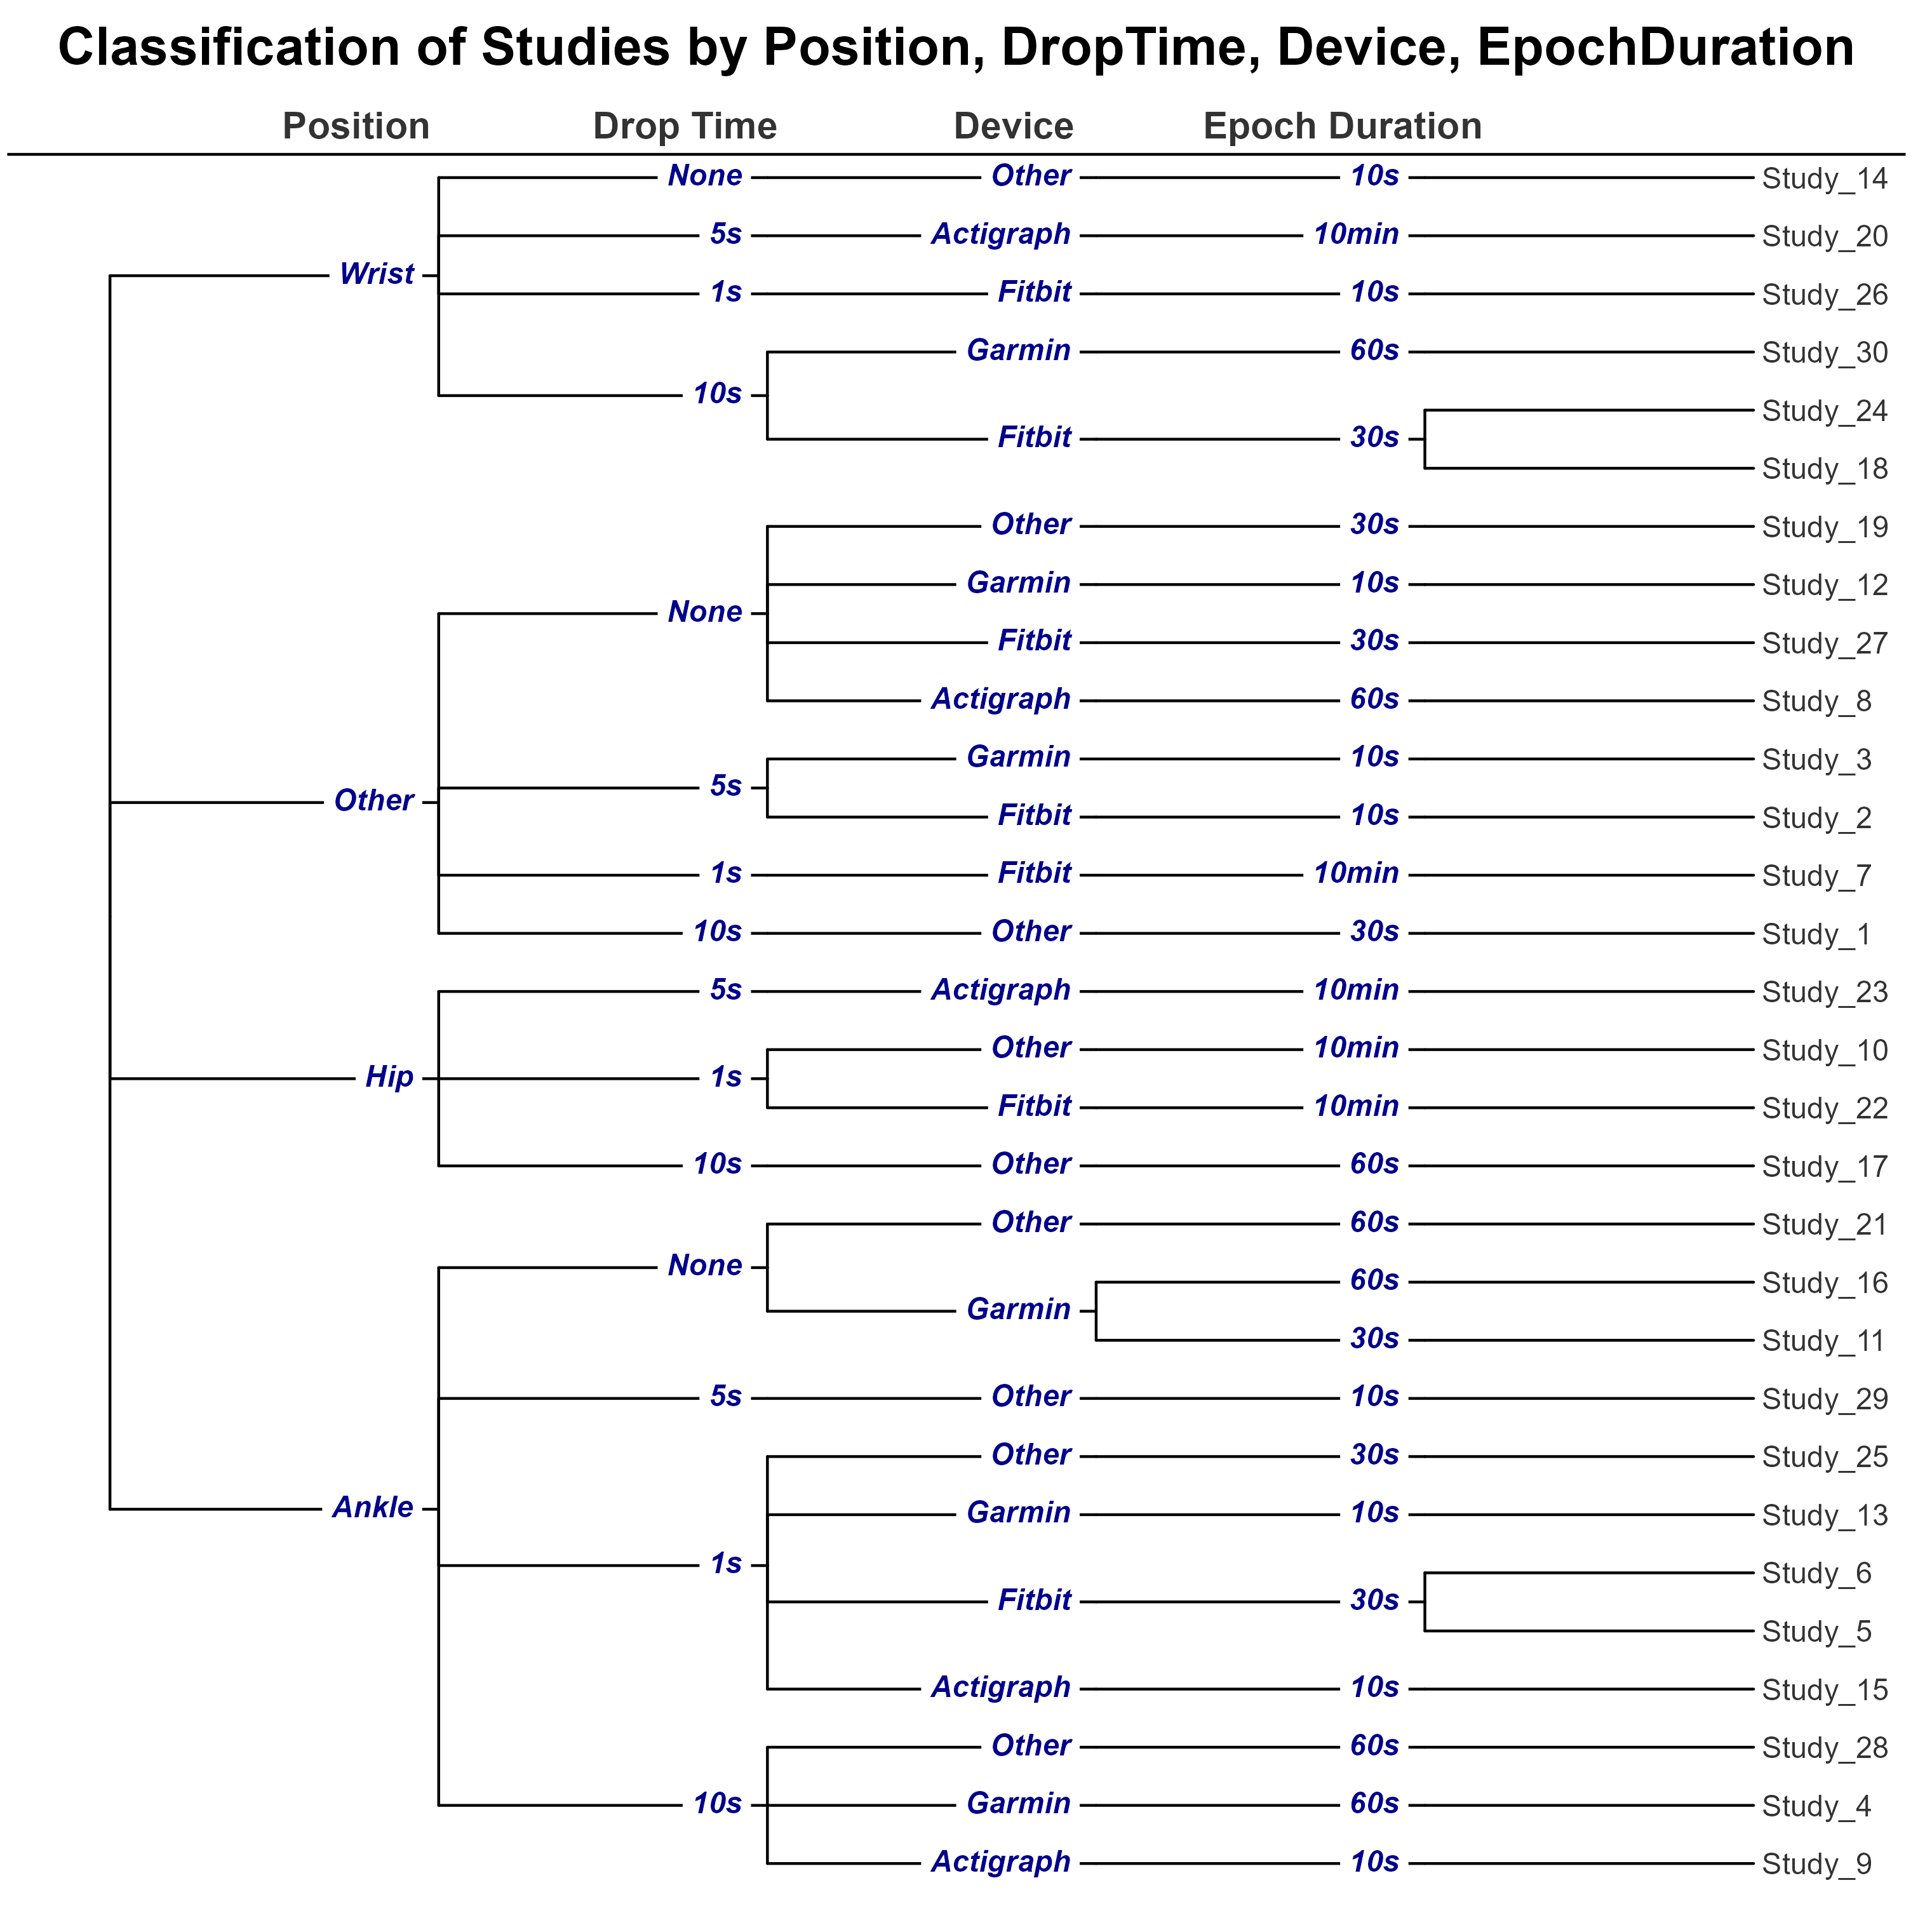 Classification of Studies by Position, DropTime, Device, EpochDuration
Position Drop Time Device Epoch Duration
None Other 10s Study_14
5s Actigraph 10min Study_20
Wrist
1s Fitbit 10s Study_26
Garmin 60s Study_30
10s
Study_24
Fitbit 30s
Study_18
Other 30s Study_19
Garmin 10s Study_12
None
Fitbit 30s Study_27
Actigraph 60s Study_8
Garmin 10s Study_3
5s
Other
Fitbit 10s Study_2
1s Fitbit 10min Study_7
10s Other 30s Study_1
5s Actigraph 10min Study_23
Other 10min Study_10
Hip 1s
Fitbit 10min Study_22
10s Other 60s Study_17
Other 60s Study_21
None
60s Study_16
Garmin
30s Study_11
5s Other 10s Study_29
Other 30s Study_25
Ankle
Garmin 10s Study_13
1s
Study_6
Fitbit 30s
Study_5
Actigraph 10s Study_15
Other 60s Study_28
10s Garmin 60s Study_4
Actigraph 10s Study_9